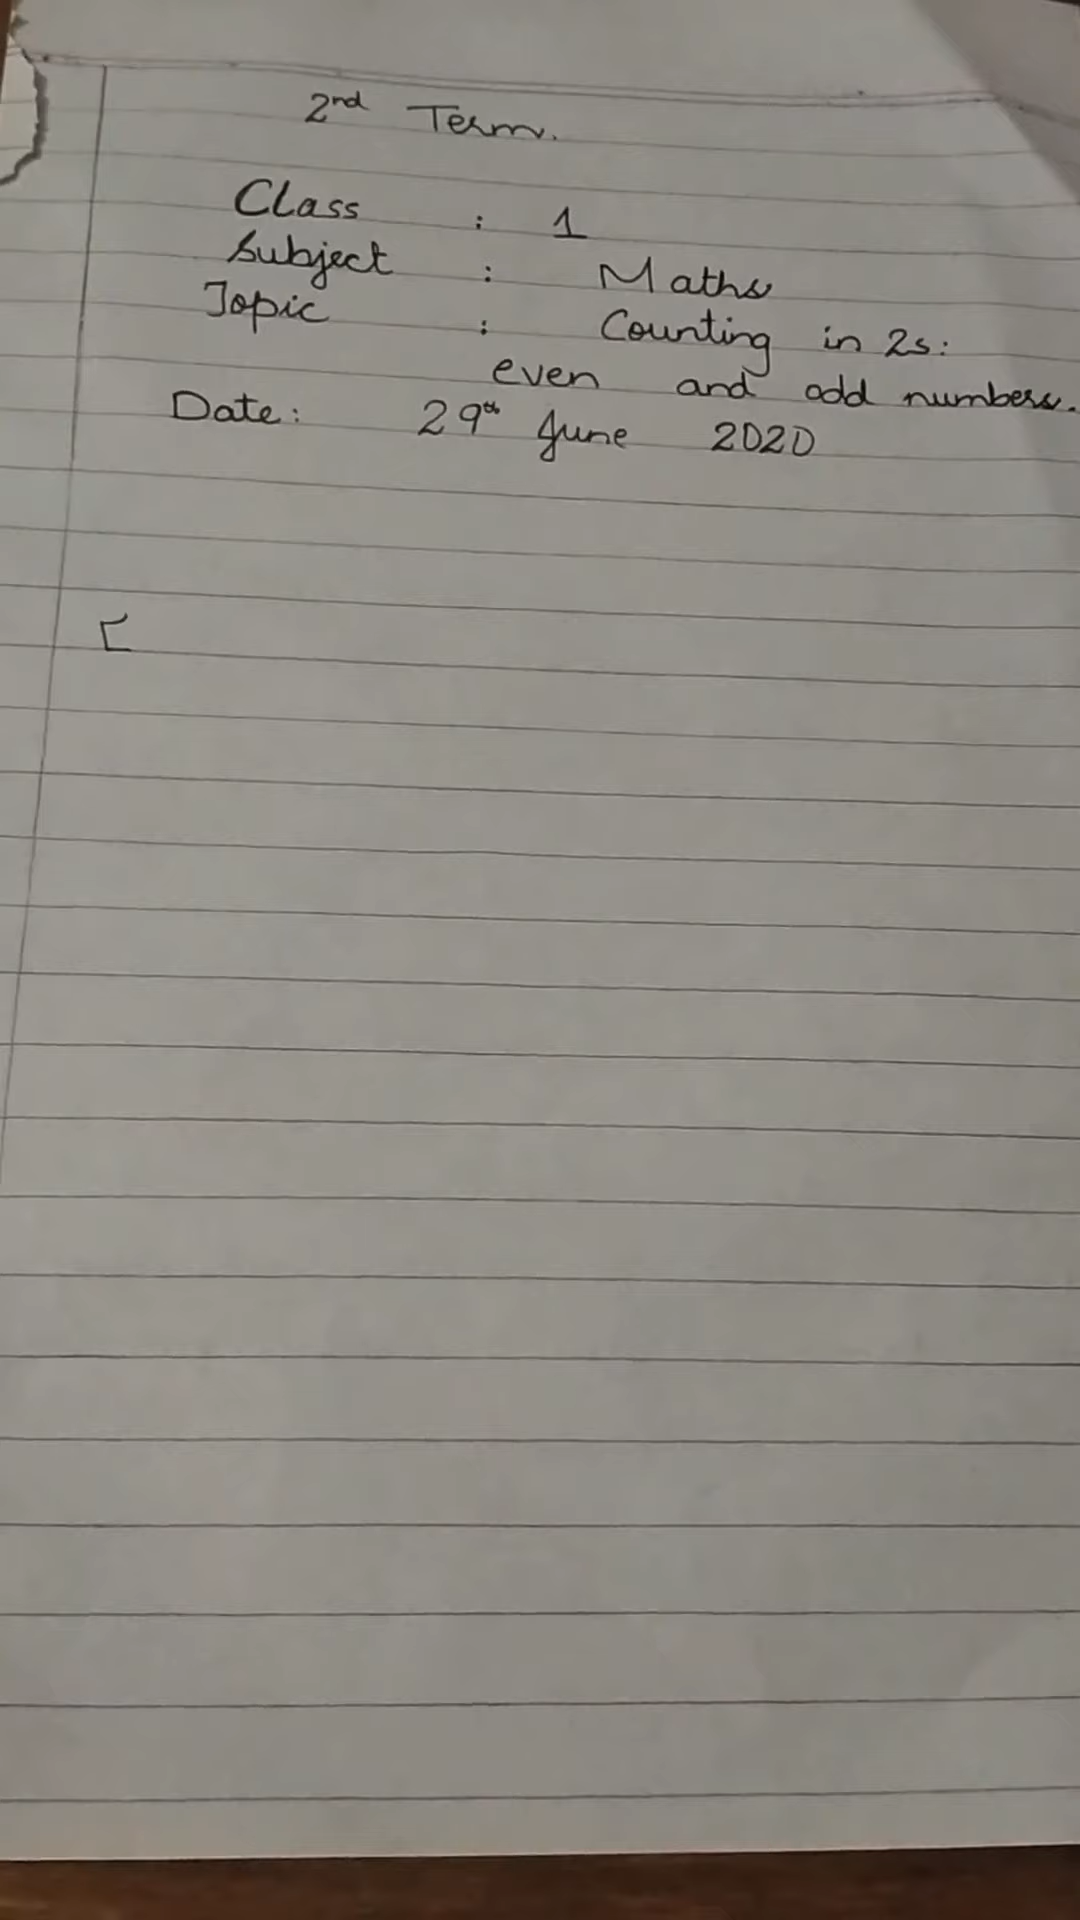 2nd Term.
Class : 1
Subject : Maths
Topic : Counting in 2s:
even and odd numbers.
Date: 29th June 2020